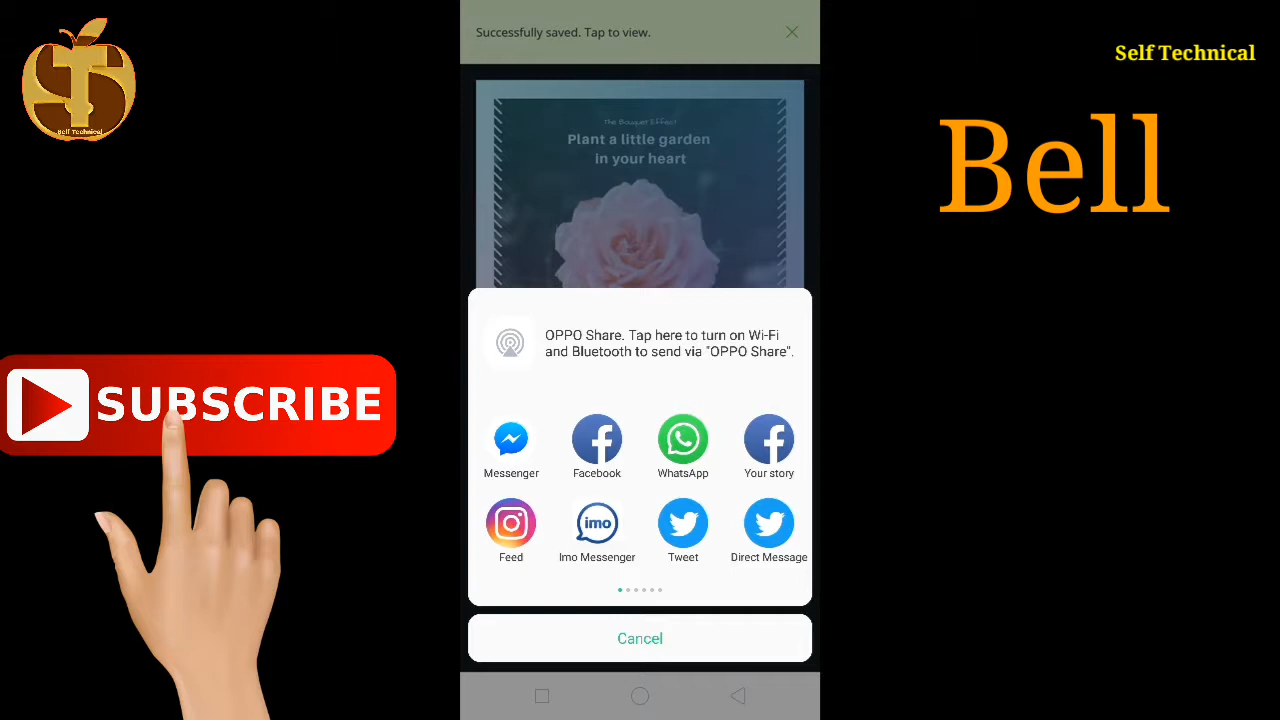 Self Technical
Successfully saved. Tap to view.
Self Technical
Bell
The Bouquet Effect
Plant a little garden
in your heart
SUBSCRIBE
OPPO Share. Tap here to turn on Wi-Fi
and Bluetooth to send via "OPPO Share".
Messenger
Facebook
WhatsApp
Your story
Feed
imo
Imo Messenger
Tweet
Direct Message
Cancel